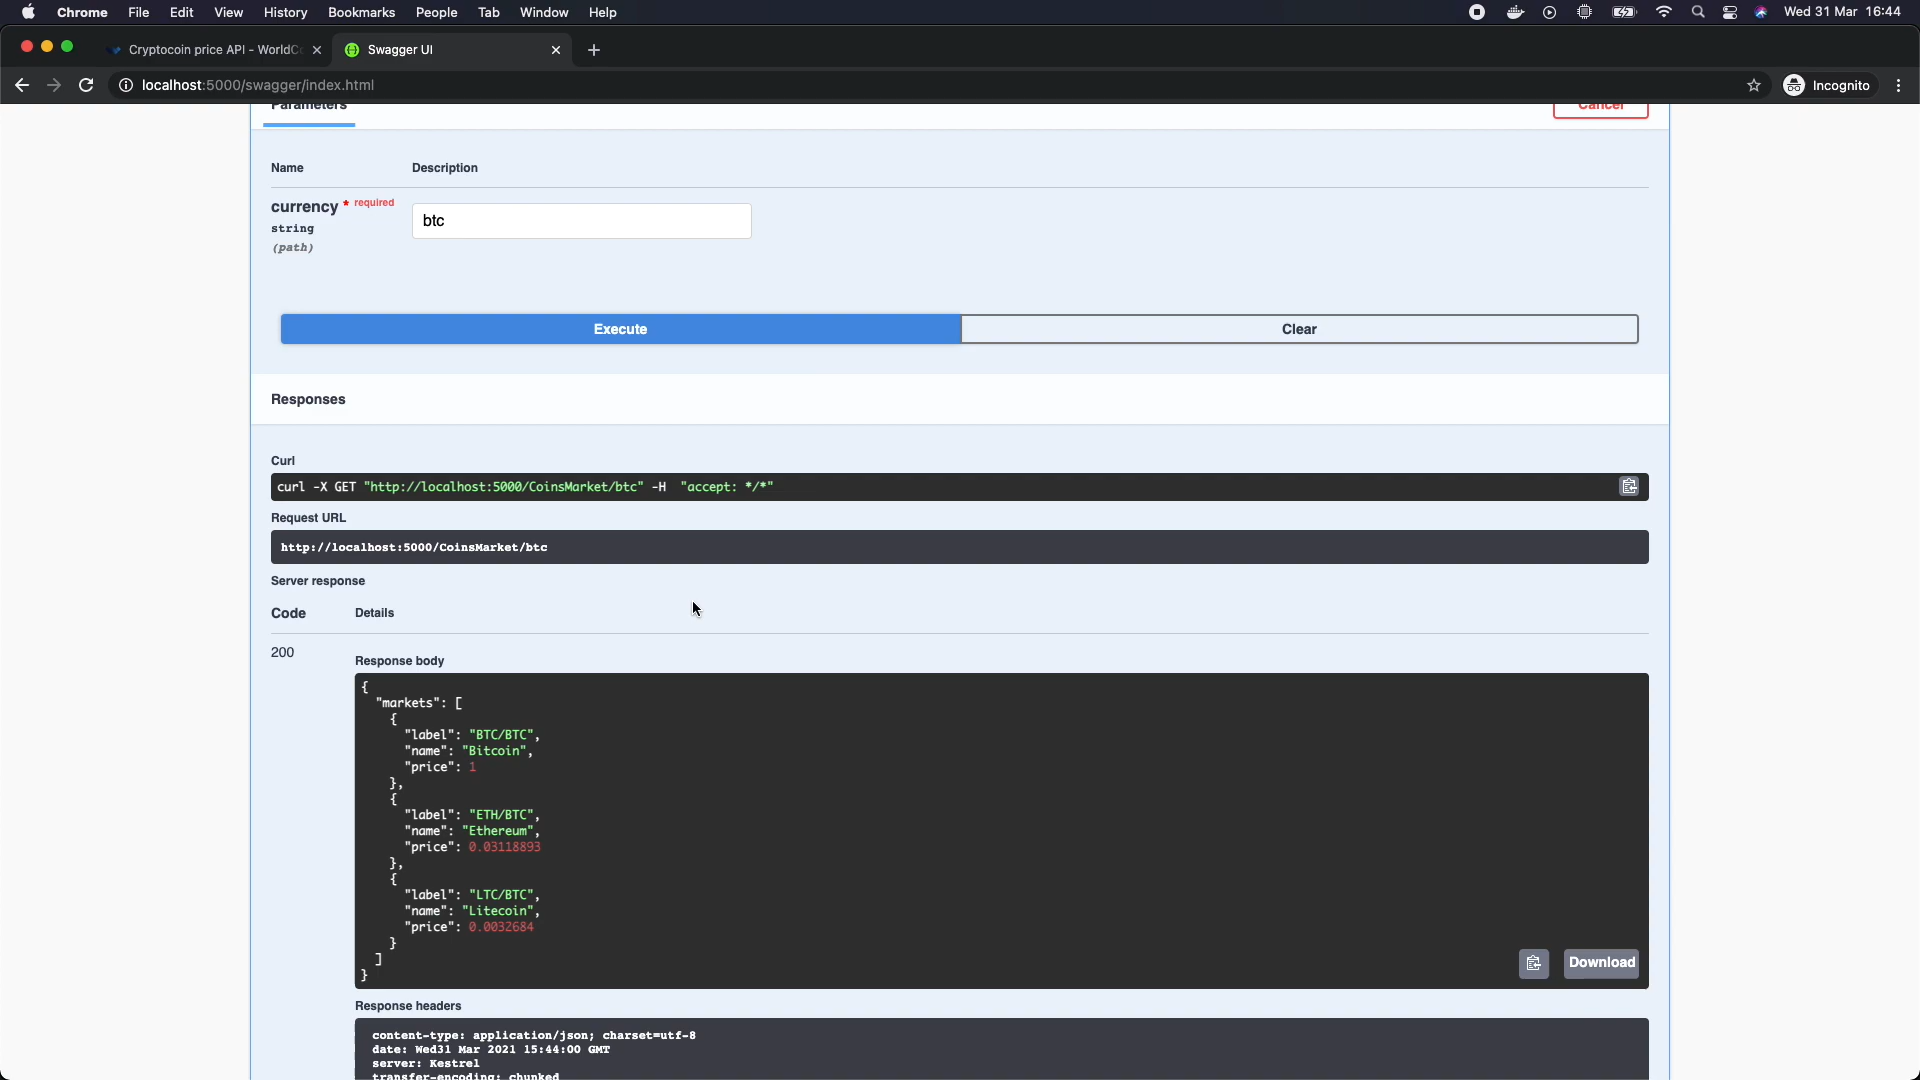 Chrome File Edit View History Bookmarks People Tab Window Help Wed 31 Mar 16:44
Cryptocoin price API - WorldC Swagger UI
localhost:5000/swagger/index.html Incognito
Parameters Cancel
Name Description
currency * required
string
(path)
btc
Execute Clear
Responses
Curl
curl -X GET "http://localhost:5000/CoinsMarket/btc" -H  "accept: */*"
Request URL
http://localhost:5000/CoinsMarket/btc
Server response
Code Details
200
Response body
{
"markets": [
{
"label": "BTC/BTC",
"name": "Bitcoin",
"price": 1
},
{
"label": "ETH/BTC",
"name": "Ethereum",
"price": 0.03118893
},
{
"label": "LTC/BTC",
"name": "Litecoin",
"price": 0.0032684
}
]
}
Download
Response headers
content-type: application/json; charset=utf-8
date: Wed31 Mar 2021 15:44:00 GMT
server: Kestrel
transfer-encoding: chunked